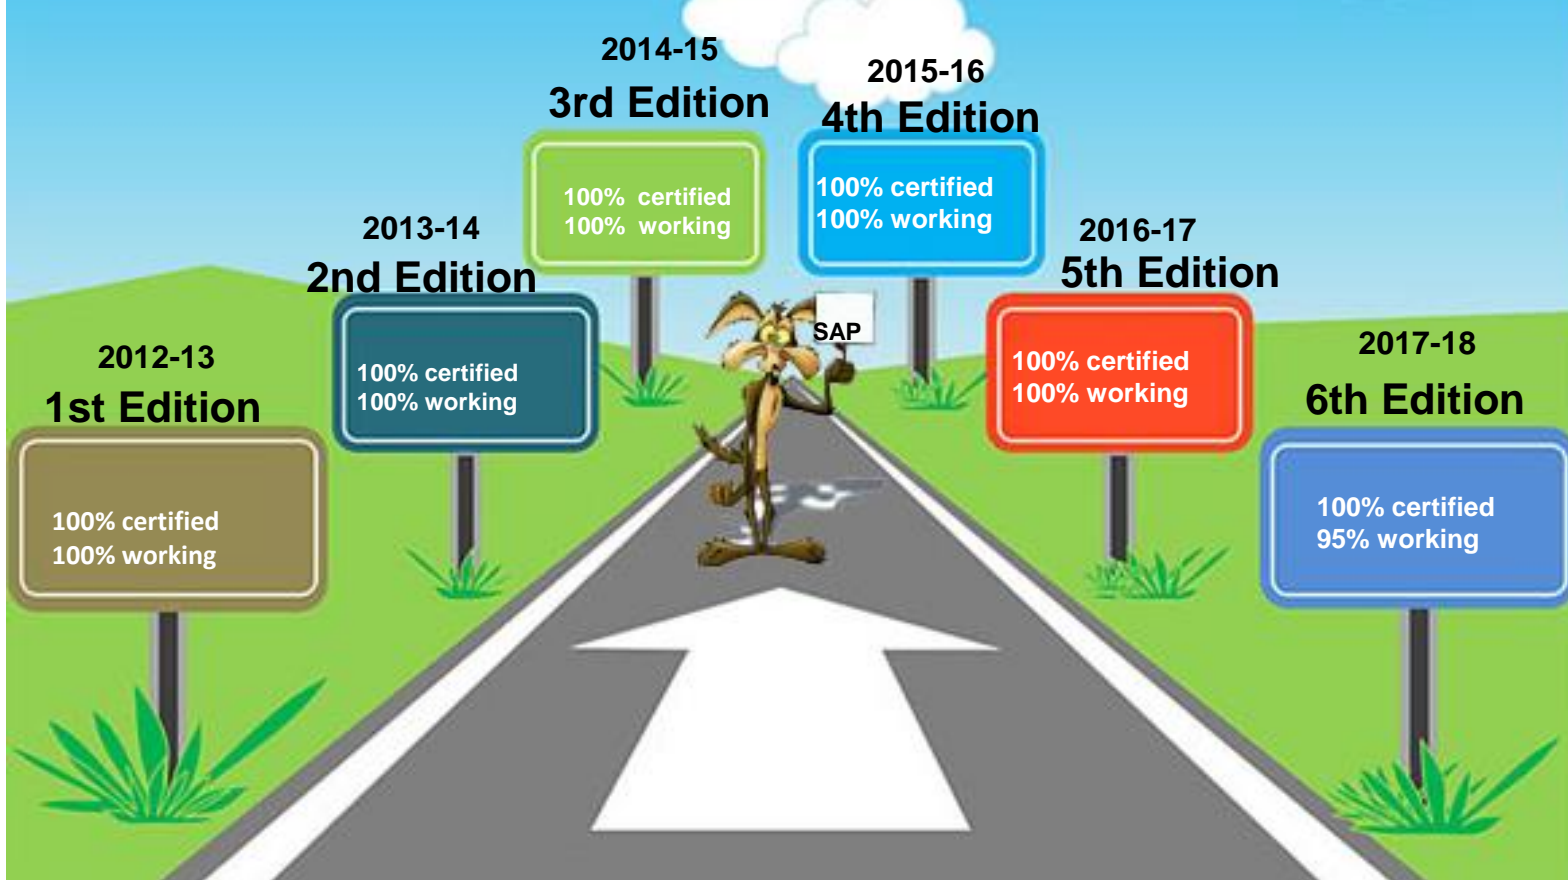 2012-13
1st Edition
100% certified
100% working
2013-14
2nd Edition
100% certified
100% working
2014-15
3rd Edition
100% certified
100% working
2015-16
4th Edition
100% certified
100% working
SAP
2016-17
5th Edition
100% certified
100% working
2017-18
6th Edition
100% certified
95% working